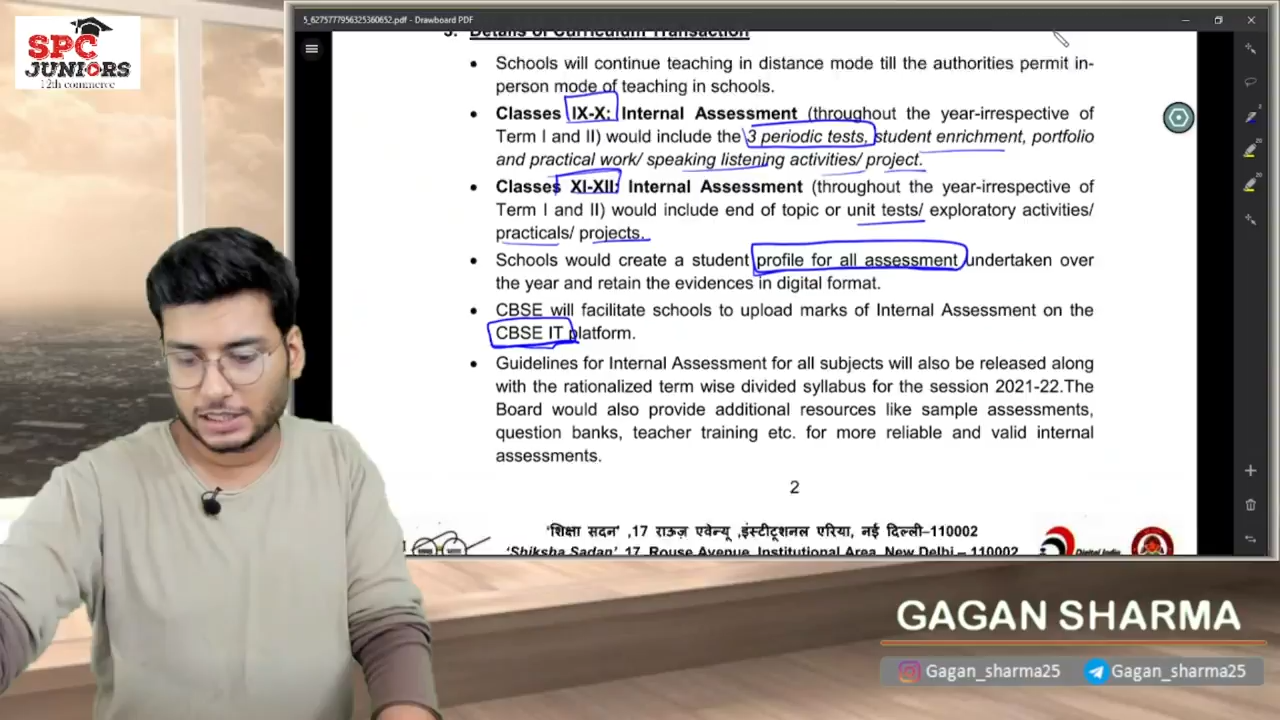 SPC
JUNIORS
12th commerce
5_6275777956325360652.pdf - Drawboard PDF
3. Details of Curriculum Transaction
• Schools will continue teaching in distance mode till the authorities permit in-
person mode of teaching in schools.
• Classes IX-X: Internal Assessment (throughout the year-irrespective of
Term I and II) would include the 3 periodic tests, student enrichment, portfolio
and practical work/ speaking listening activities/ project.
• Classes XI-XII: Internal Assessment (throughout the year-irrespective of
Term I and II) would include end of topic or unit tests/ exploratory activities/
practicals/ projects.
• Schools would create a student profile for all assessment undertaken over
the year and retain the evidences in digital format.
• CBSE will facilitate schools to upload marks of Internal Assessment on the
CBSE IT platform.
• Guidelines for Internal Assessment for all subjects will also be released along
with the rationalized term wise divided syllabus for the session 2021-22.The
Board would also provide additional resources like sample assessments,
question banks, teacher training etc. for more reliable and valid internal
assessments.
2
'शिक्षा सदन' ,17 राऊज़ एवेन्यू ,इंस्टीटूशनल एरिया, नई दिल्ली–110002
'Shiksha Sadan' 17, Rouse Avenue, Institutional Area, New Delhi – 110002
Digital India
GAGAN SHARMA
Gagan_sharma25
Gagan_sharma25